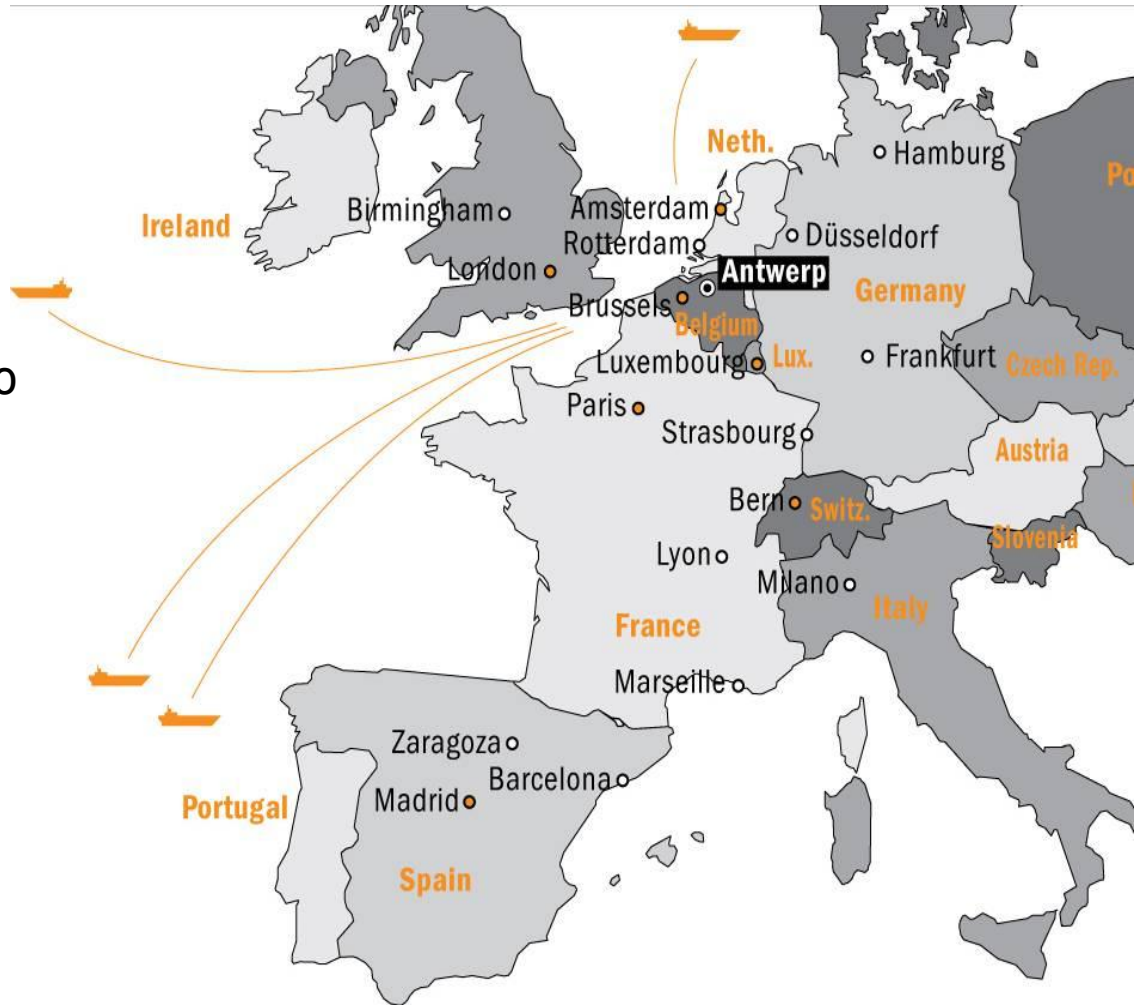 Neth.
Hamburg
Po
Ireland
Birmingham
Amsterdam
Rotterdam
Düsseldorf
London
Antwerp
Brussels
Germany
Belgium
o
Luxembourg
Lux.
Frankfurt
Czech Rep.
Paris
Strasbourg
Austria
Bern
Switz.
Slovenia
Lyon
Milano
Italy
France
Marseille
Zaragoza
Barcelona
Madrid
Portugal
Spain